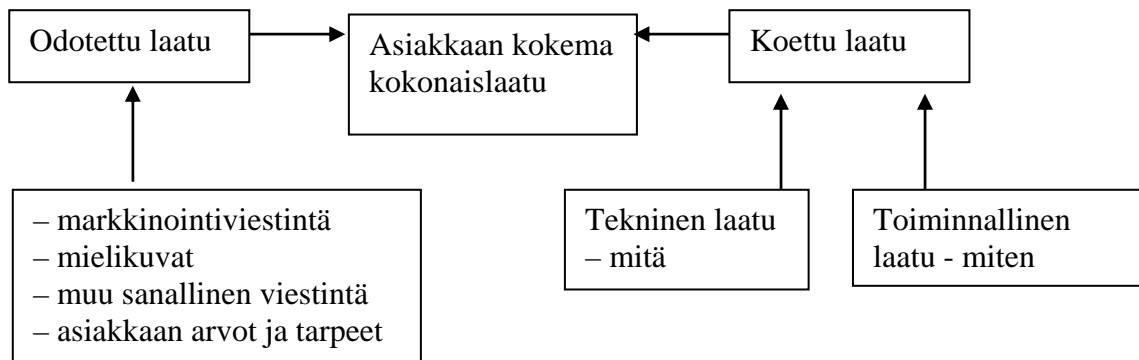 Odotettu laatu
Asiakkaan kokema
kokonaislaatu
Koettu laatu
– markkinointiviestintä
– mielikuvat
– muu sanallinen viestintä
– asiakkaan arvot ja tarpeet
Tekninen laatu
– mitä
Toiminnallinen
laatu - miten